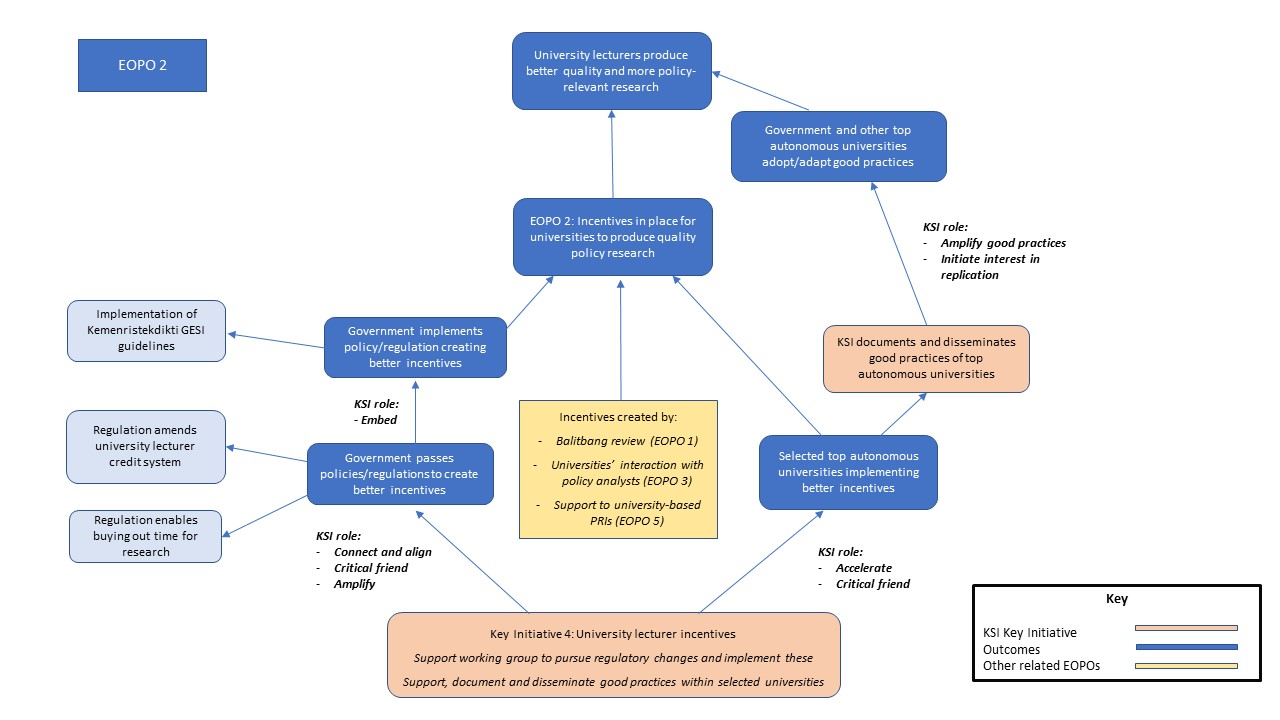 EOPO 2
University lecturers produce
better quality and more policy-
relevant research
Government and other top
autonomous universities
adopt/adapt good practices
EOPO 2: Incentives in place for
universities to produce quality
policy research
KSI role:
- Amplify good practices
- Initiate interest in
replication
Implementation of
Kemenristekdikti GESI
guidelines
Government implements
policy/regulation creating
better incentives
KSI documents and disseminates
good practices of top
autonomous universities
KSI role:
- Embed
Incentives created by:
- Balitbang review (EOPO 1)
- Universities’ interaction with
policy analysts (EOPO 3)
- Support to university-based
PRIs (EOPO 5)
Regulation amends
university lecturer
credit system
Government passes
policies/regulations to create
better incentives
Selected top autonomous
universities implementing
better incentives
Regulation enables
buying out time for
research
KSI role:
- Connect and align
- Critical friend
- Amplify
KSI role:
- Accelerate
- Critical friend
Key Initiative 4: University lecturer incentives
Support working group to pursue regulatory changes and implement these
Support, document and disseminate good practices within selected universities
Key
KSI Key Initiative
Outcomes
Other related EOPOs